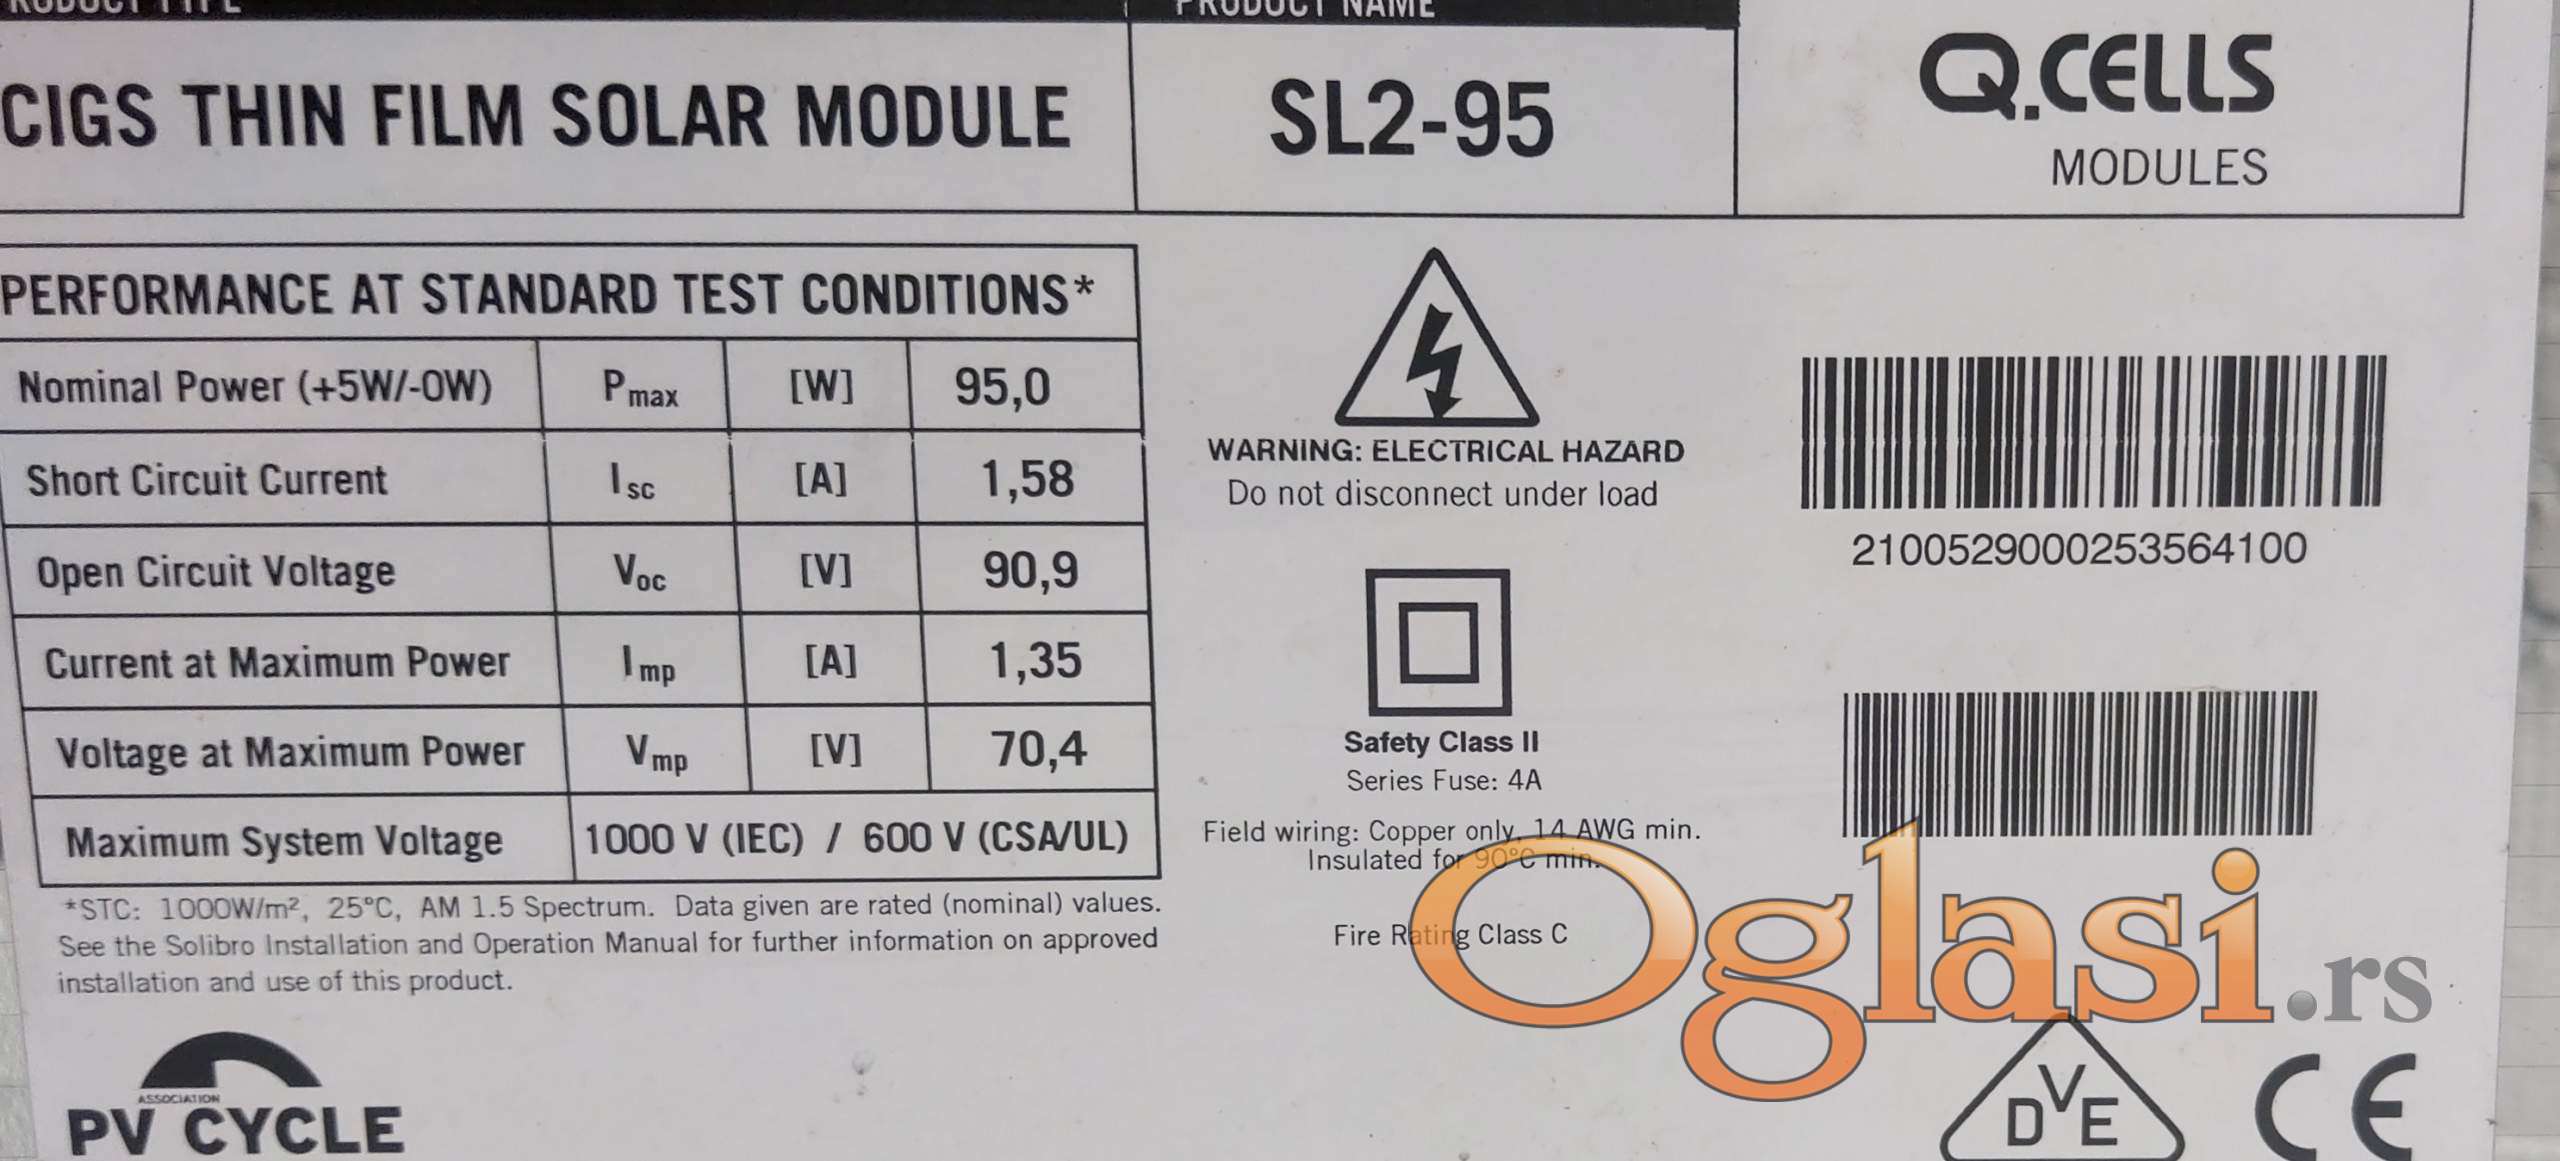 PRODUCT TYPE
PRODUCT NAME
CIGS THIN FILM SOLAR MODULE
SL2-95
Q.CELLS
MODULES
PERFORMANCE AT STANDARD TEST CONDITIONS*
Nominal Power (+5W/-0W) Pmax [W] 95,0
Short Circuit Current Isc [A] 1,58
Open Circuit Voltage Voc [V] 90,9
Current at Maximum Power Imp [A] 1,35
Voltage at Maximum Power Vmp [V] 70,4
Maximum System Voltage 1000 V (IEC) / 600 V (CSA/UL)
*STC: 1000W/m², 25°C, AM 1.5 Spectrum. Data given are rated (nominal) values.
See the Solibro Installation and Operation Manual for further information on approved
installation and use of this product.
ASSOCIATION
PV CYCLE
WARNING: ELECTRICAL HAZARD
Do not disconnect under load
Safety Class II
Series Fuse: 4A
Field wiring: Copper only, 14 AWG min.
Insulated for 90°C min.
Fire Rating Class C
2100529000253564100
Oglasi.rs
DVE
CE